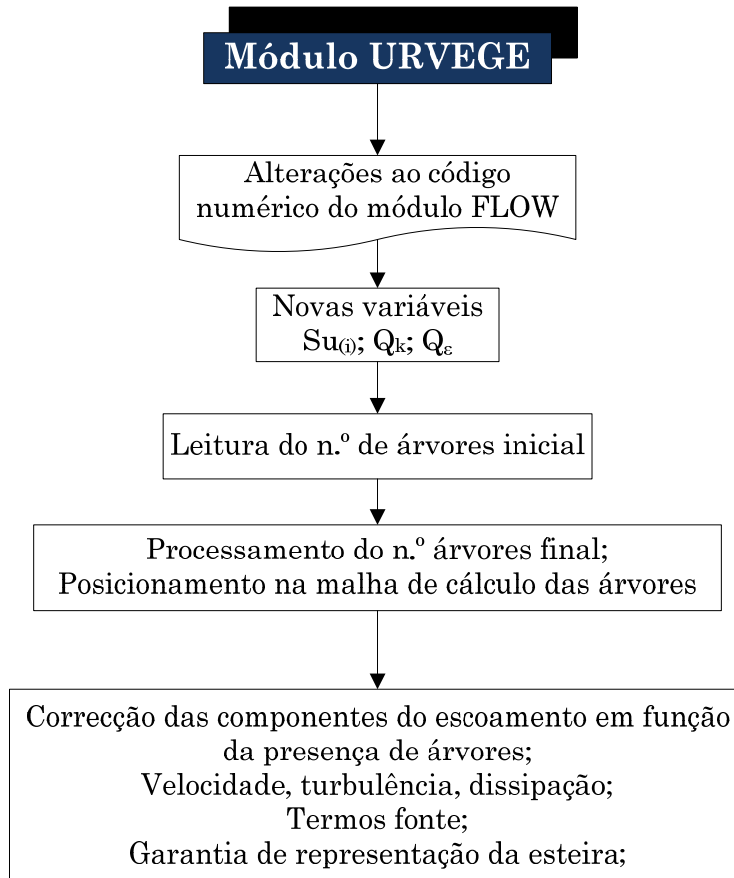 Módulo URVEGE
Alterações ao código
numérico do módulo FLOW
Novas variáveis
Su(i); Qk; Qε
Leitura do n.º de árvores inicial
Processamento do n.º árvores final;
Posicionamento na malha de cálculo das árvores
Correcção das componentes do escoamento em função
da presença de árvores;
Velocidade, turbulência, dissipação;
Termos fonte;
Garantia de representação da esteira;